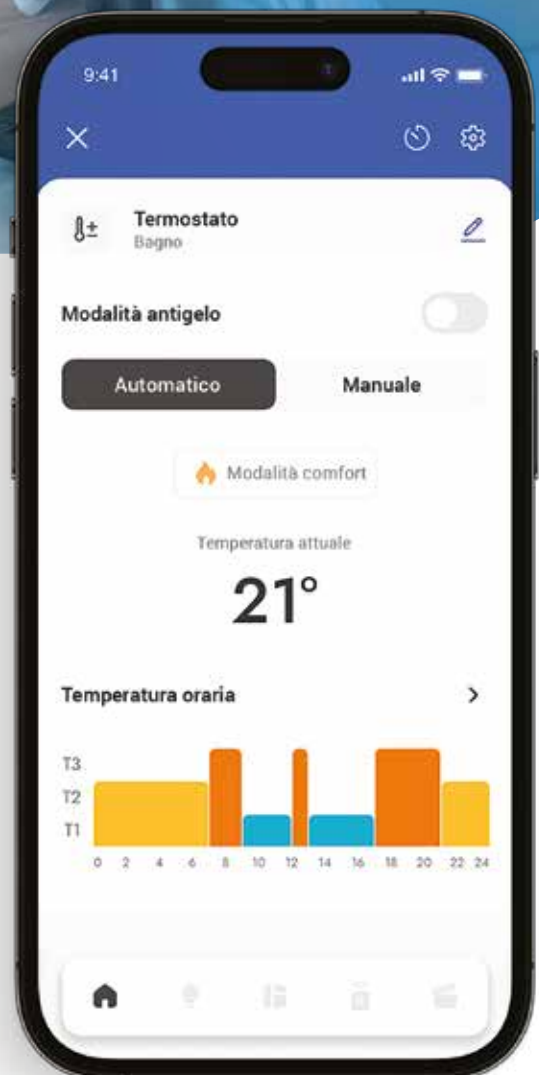 9:41
Termostato
Bagno
Modalità antigelo
Automatico Manuale
Modalità comfort
Temperatura attuale
21°
Temperatura oraria
T3
T2
T1
0 2 4 6 8 10 12 14 16 18 20 22 24